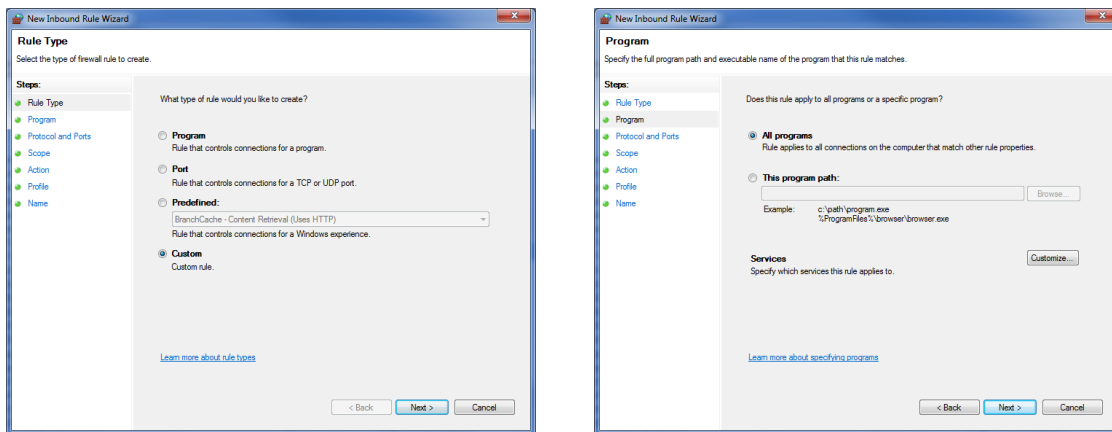 New Inbound Rule Wizard
Rule Type
Select the type of firewall rule to create.
Steps:
Rule Type
Program
Protocol and Ports
Scope
Action
Profile
Name
What type of rule would you like to create?
Program
Rule that controls connections for a program.
Port
Rule that controls connections for a TCP or UDP port.
Predefined:
BranchCache - Content Retrieval (Uses HTTP)
Rule that controls connections for a Windows experience.
Custom
Custom rule.
Learn more about rule types
< Back Next > Cancel
New Inbound Rule Wizard
Program
Specify the full program path and executable name of the program that this rule matches.
Steps:
Rule Type
Program
Protocol and Ports
Scope
Action
Profile
Name
Does this rule apply to all programs or a specific program?
All programs
Rule applies to all connections on the computer that match other rule properties.
This program path:
Browse...
Example: c:\path\program.exe
%ProgramFiles%\browser\browser.exe
Services
Customize...
Specify which services this rule applies to.
Learn more about specifying programs
< Back Next > Cancel